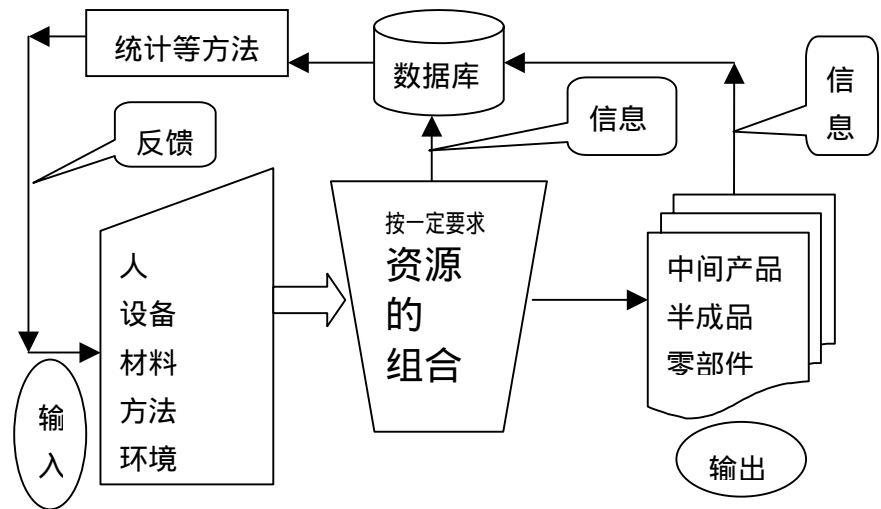 统计等方法
数据库
信
息
反馈
信息
人
设备
材料
方法
环境
按一定要求
资源
的
组合
中间产品
半成品
零部件
输
入
输出